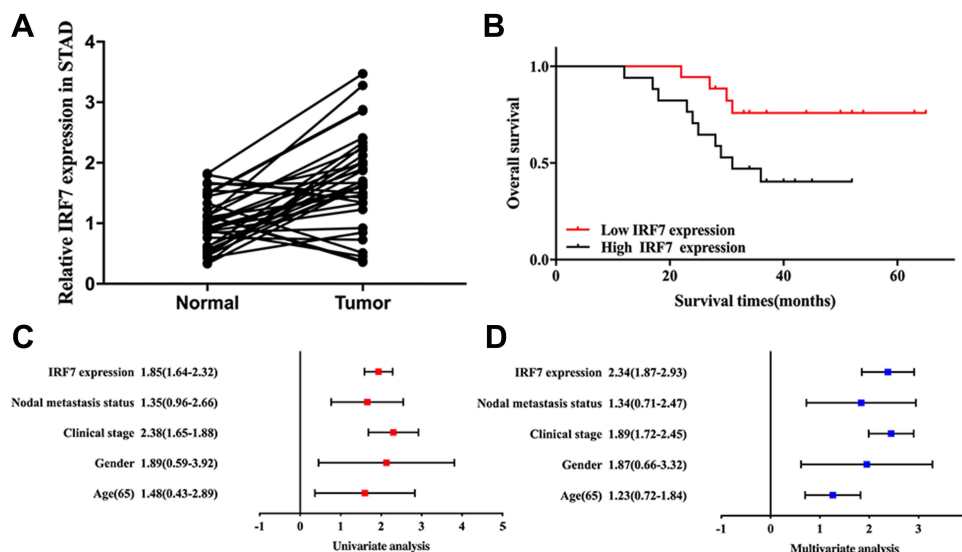 A
Relative IRF7 expression in STAD
4
3
2
1
0
Normal
Tumor
B
Overall survival
1.0
0.5
0.0
Low IRF7 expression
High IRF7 expression
0
20
40
60
Survival times(months)
C
IRF7 expression 1.85(1.64-2.32)
Nodal metastasis status 1.35(0.96-2.66)
Clinical stage 2.38(1.65-1.88)
Gender 1.89(0.59-3.92)
Age(65) 1.48(0.43-2.89)
-1
0
1
2
3
4
5
Univariate analysis
D
IRF7 expression 2.34(1.87-2.93)
Nodal metastasis status 1.34(0.71-2.47)
Clinical stage 1.89(1.72-2.45)
Gender 1.87(0.66-3.32)
Age(65) 1.23(0.72-1.84)
-1
0
1
2
3
Multivariate analysis